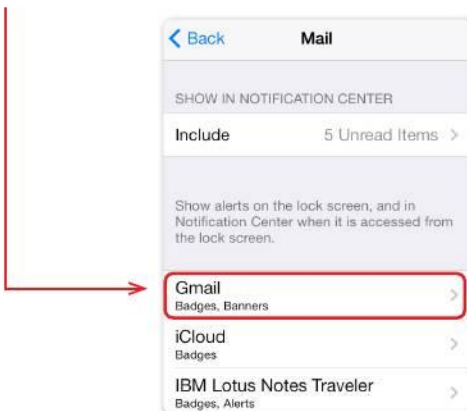 Back Mail
SHOW IN NOTIFICATION CENTER
Include 5 Unread Items
Show alerts on the lock screen, and in
Notification Center when it is accessed from
the lock screen.
Gmail
Badges, Banners
iCloud
Badges
IBM Lotus Notes Traveler
Badges, Alerts